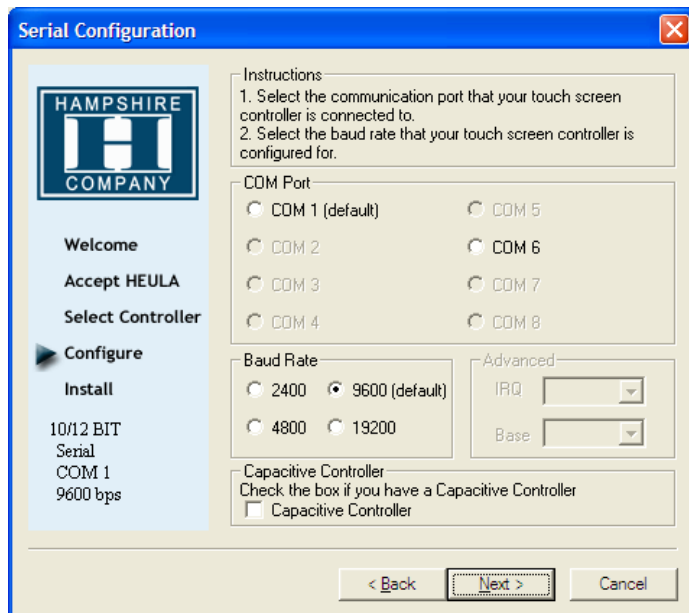 Serial Configuration
HAMPSHIRE
COMPANY
Welcome
Accept HEULA
Select Controller
Configure
Install
10/12 BIT
Serial
COM 1
9600 bps
Instructions
1. Select the communication port that your touch screen
controller is connected to.
2. Select the baud rate that your touch screen controller is
configured for.
COM Port
COM 1 (default)
COM 5
COM 2
COM 6
COM 3
COM 7
COM 4
COM 8
Baud Rate
2400
9600 (default)
4800
19200
Advanced
IRQ
Base
Capacitive Controller
Check the box if you have a Capacitive Controller
Capacitive Controller
< Back
Next >
Cancel